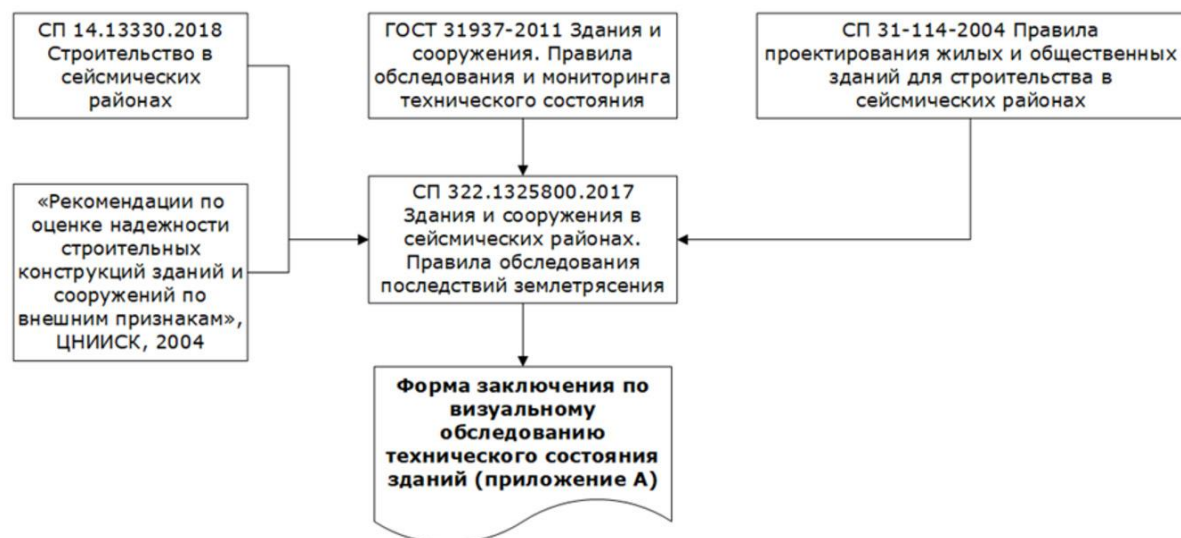 СП 14.13330.2018
Строительство в
сейсмических
районах
ГОСТ 31937-2011 Здания и
сооружения. Правила
обследования и мониторинга
технического состояния
СП 31-114-2004 Правила
проектирования жилых и общественных
зданий для строительства в
сейсмических районах
«Рекомендации по
оценке надежности
строительных
конструкций зданий и
сооружений по
внешним признакам»,
ЦНИИСК, 2004
СП 322.1325800.2017
Здания и сооружения в
сейсмических районах.
Правила обследования
последствий землетрясения
Форма заключения по
визуальному
обследованию
технического состояния
зданий (приложение А)